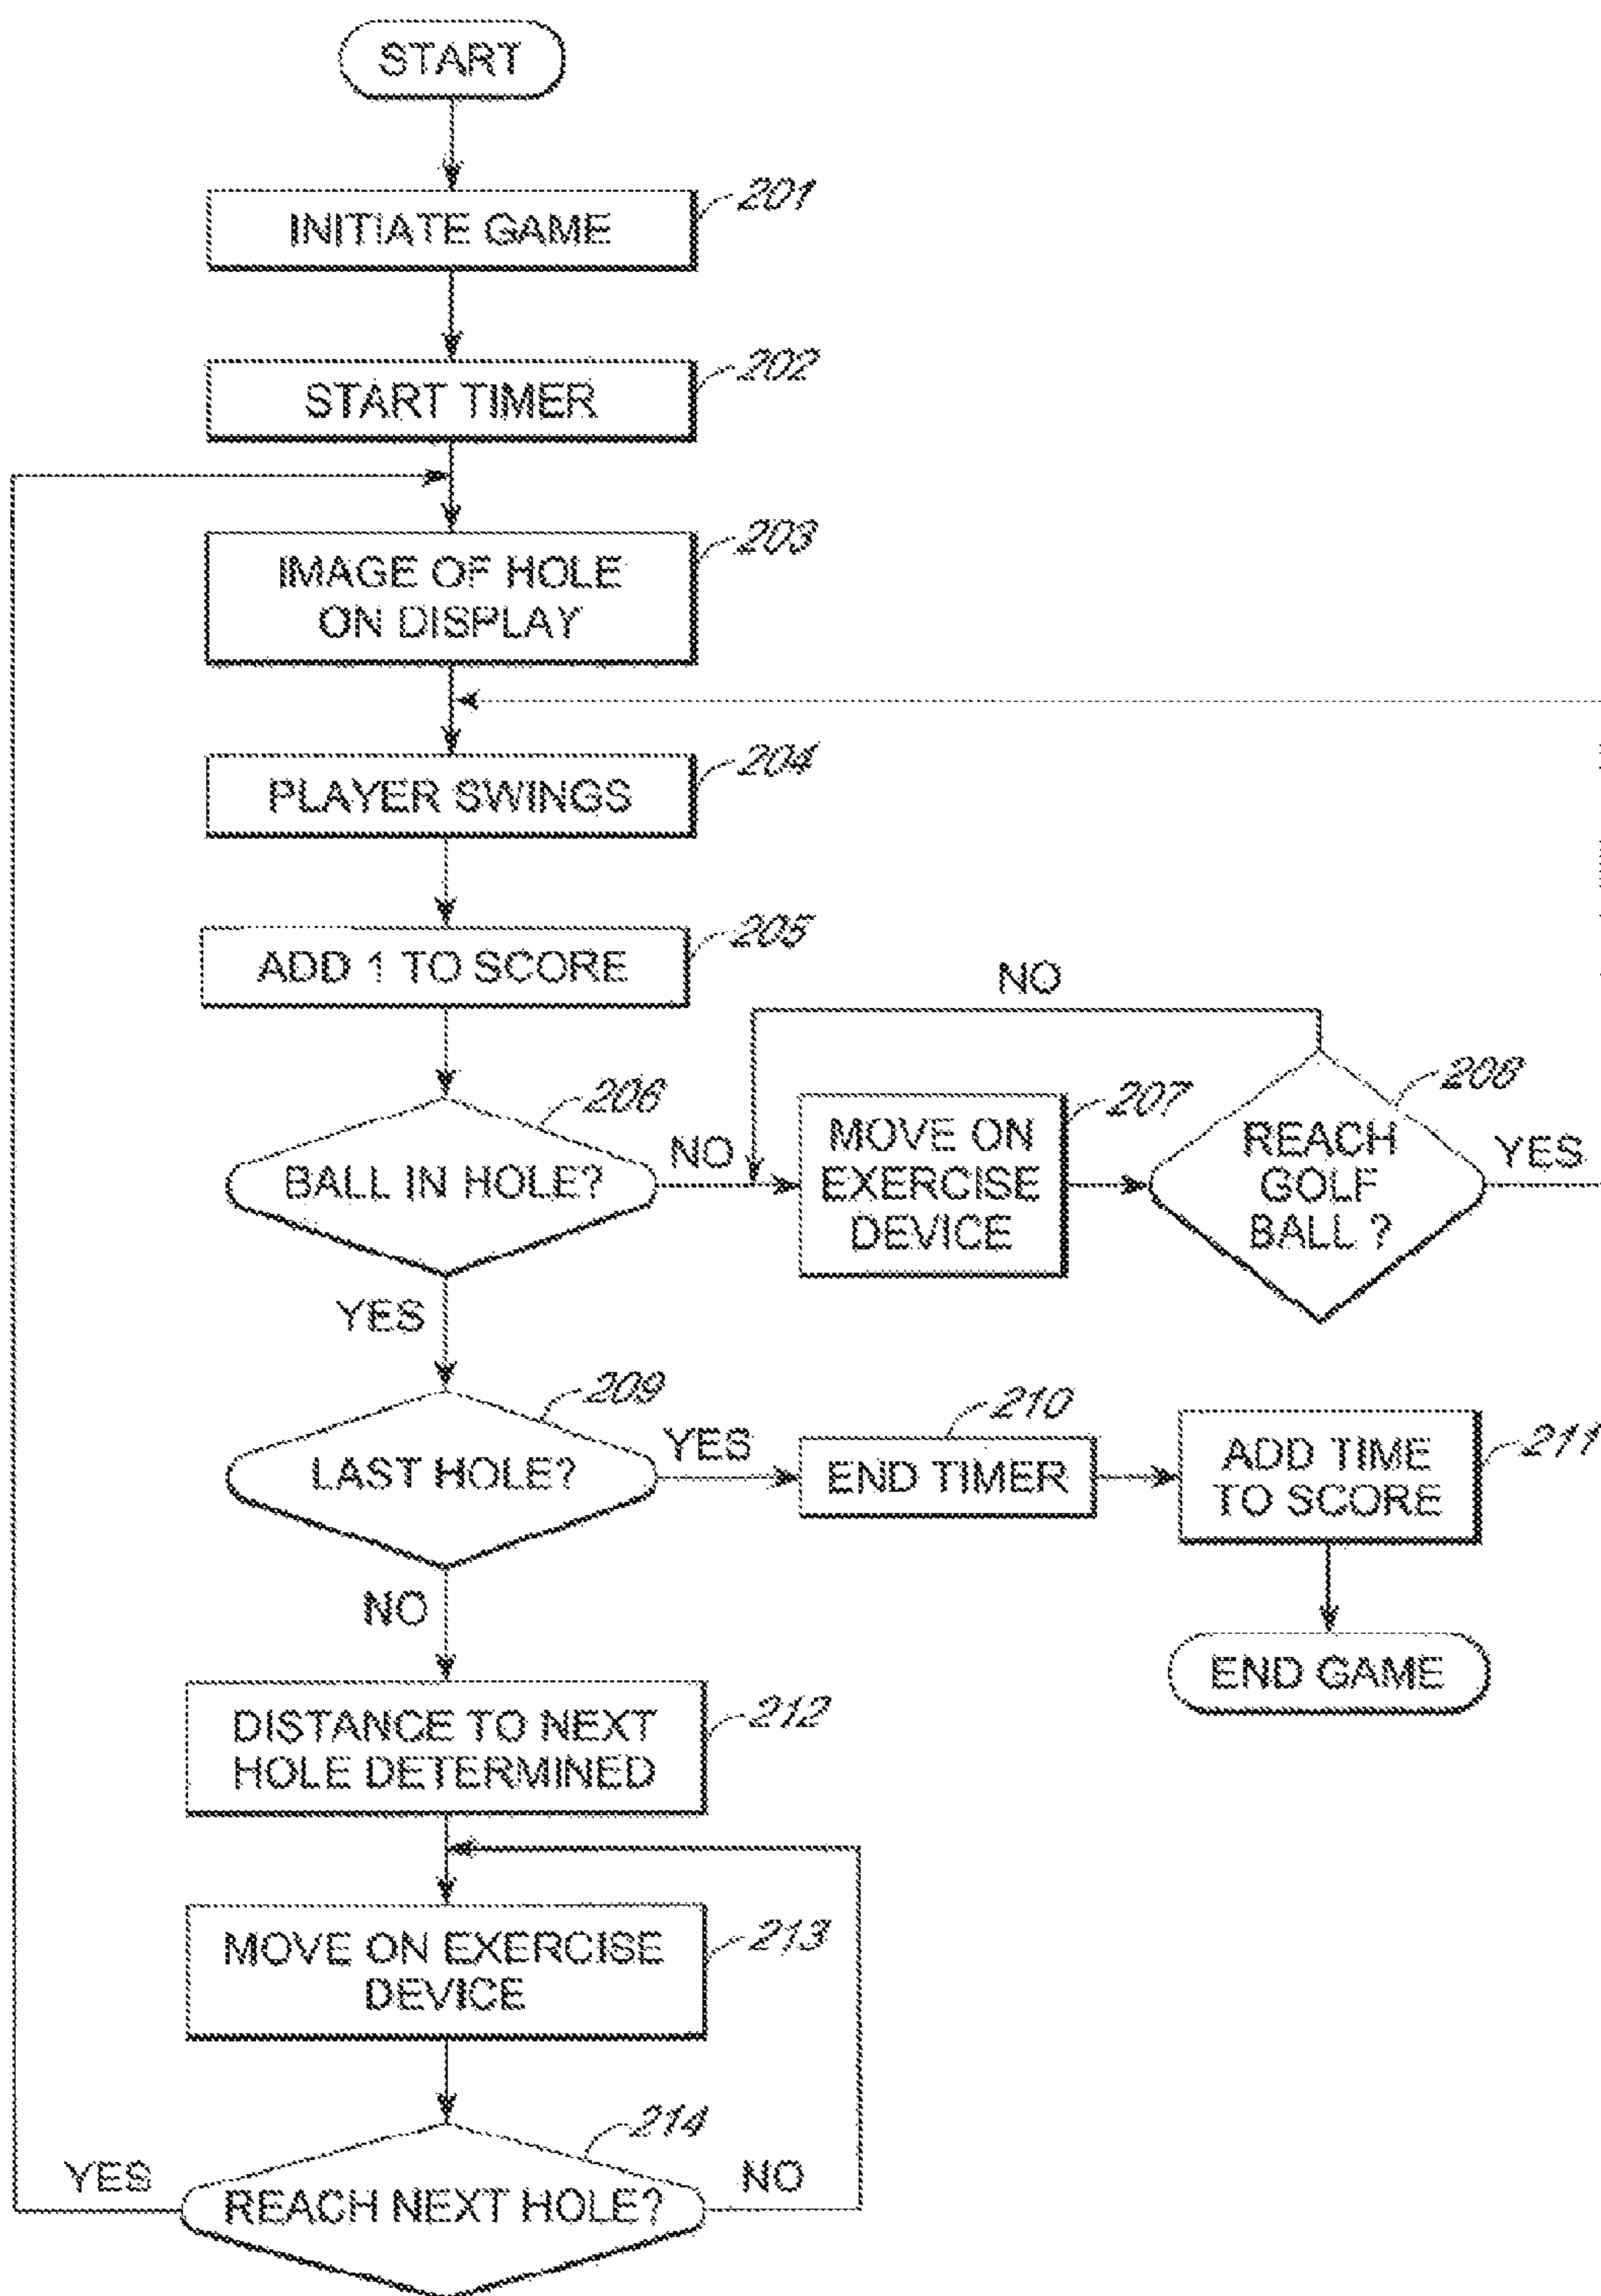 START
INITIATE GAME
201
START TIMER
202
IMAGE OF HOLE
ON DISPLAY
203
PLAYER SWINGS
204
ADD 1 TO SCORE
205
BALL IN HOLE?
206
NO
YES
MOVE ON
EXERCISE
DEVICE
207
NO
REACH
GOLF
BALL ?
208
YES
LAST HOLE?
209
YES
NO
END TIMER
210
ADD TIME
TO SCORE
211
END GAME
DISTANCE TO NEXT
HOLE DETERMINED
212
MOVE ON EXERCISE
DEVICE
213
REACH NEXT HOLE?
214
YES
NO